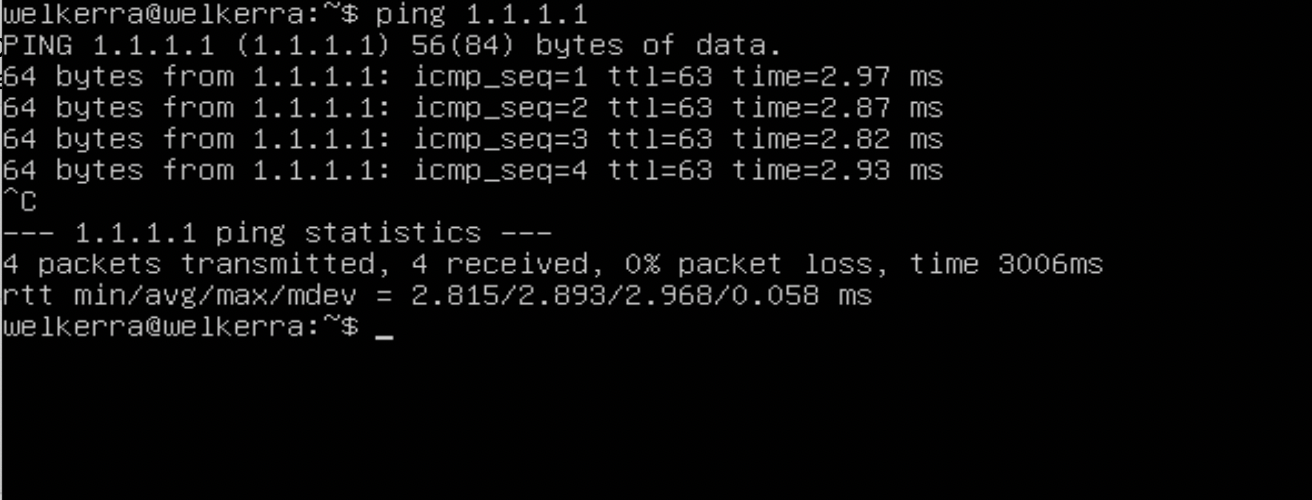 welkerra@welkerra:~$ ping 1.1.1.1
PING 1.1.1.1 (1.1.1.1) 56(84) bytes of data.
64 bytes from 1.1.1.1: icmp_seq=1 ttl=63 time=2.97 ms
64 bytes from 1.1.1.1: icmp_seq=2 ttl=63 time=2.87 ms
64 bytes from 1.1.1.1: icmp_seq=3 ttl=63 time=2.82 ms
64 bytes from 1.1.1.1: icmp_seq=4 ttl=63 time=2.93 ms
^C
--- 1.1.1.1 ping statistics ---
4 packets transmitted, 4 received, 0% packet loss, time 3006ms
rtt min/avg/max/mdev = 2.815/2.893/2.968/0.058 ms
welkerra@welkerra:~$ _